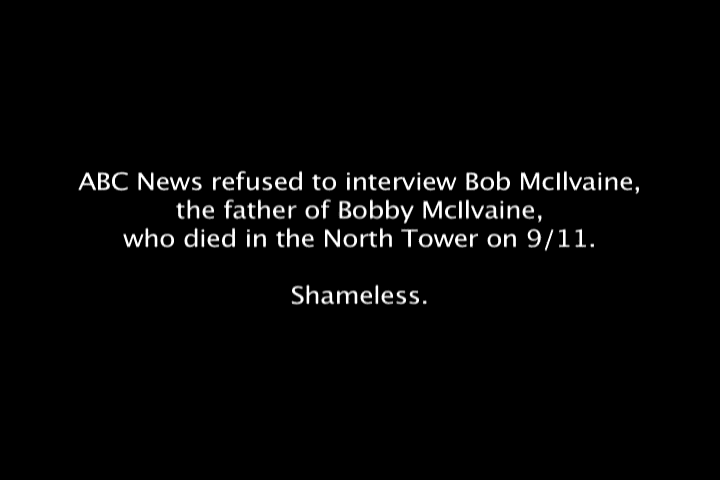 ABC News refused to interview Bob McIlvaine,
the father of Bobby McIlvaine,
who died in the North Tower on 9/11.
Shameless.